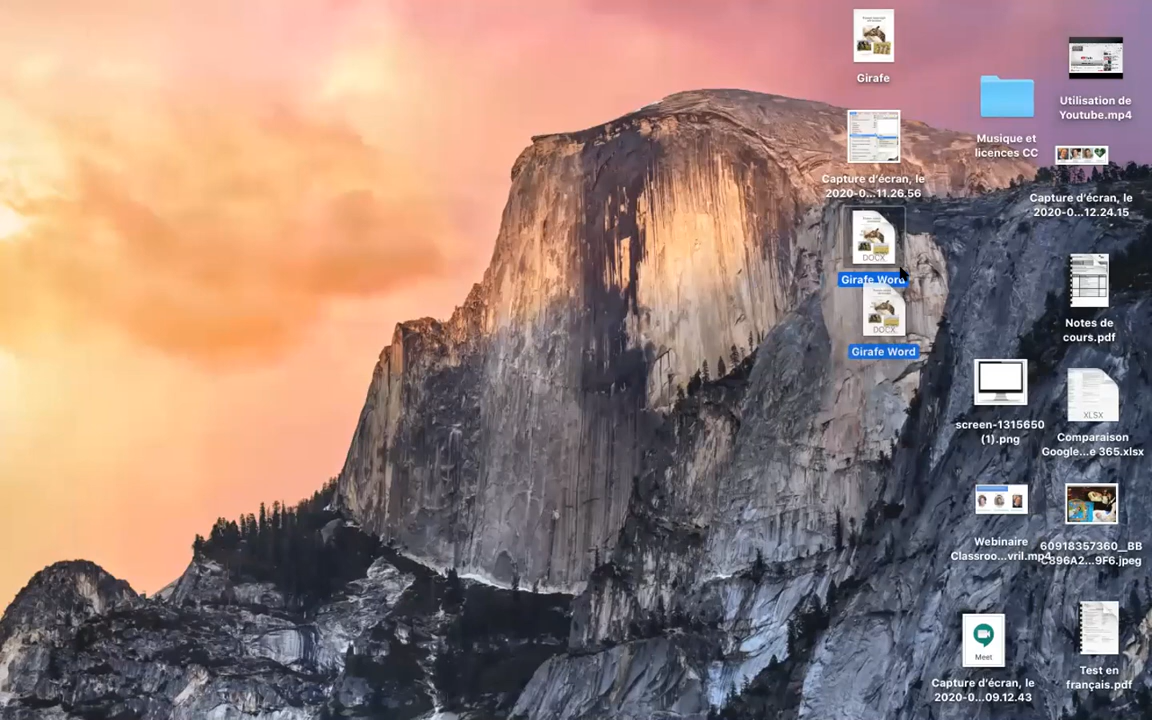 Girafe
Utilisation de
Youtube.mp4
Musique et
licences CC
Capture d'écran, le
2020-0...11.26.56
Capture d'écran, le
2020-0...12.24.15
DOCX
Girafe Word
DOCX
Girafe Word
Notes de
cours.pdf
screen-1315650
(1).png
XLSX
Comparaison
Google...e 365.xlsx
Webinaire
Classroo...vril.mp4
60918357360__BB
C896A2...9F6.jpeg
Meet
Capture d'écran, le
2020-0...09.12.43
Test en
français.pdf